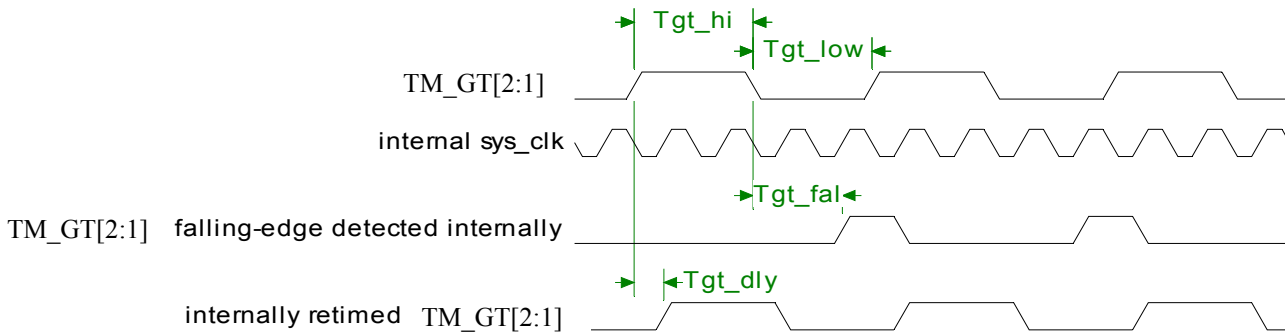 Tgt_hi
Tgt_low
TM_GT[2:1]
internal sys_clk
Tgt_fal
TM_GT[2:1] falling-edge detected internally
Tgt_dly
internally retimed TM_GT[2:1]